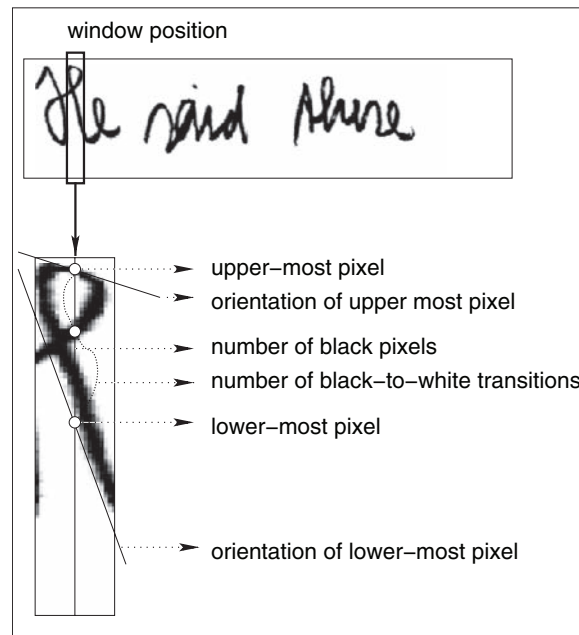 window position
He said there
upper-most pixel
orientation of upper most pixel
number of black pixels
number of black-to-white transitions
lower-most pixel
orientation of lower-most pixel